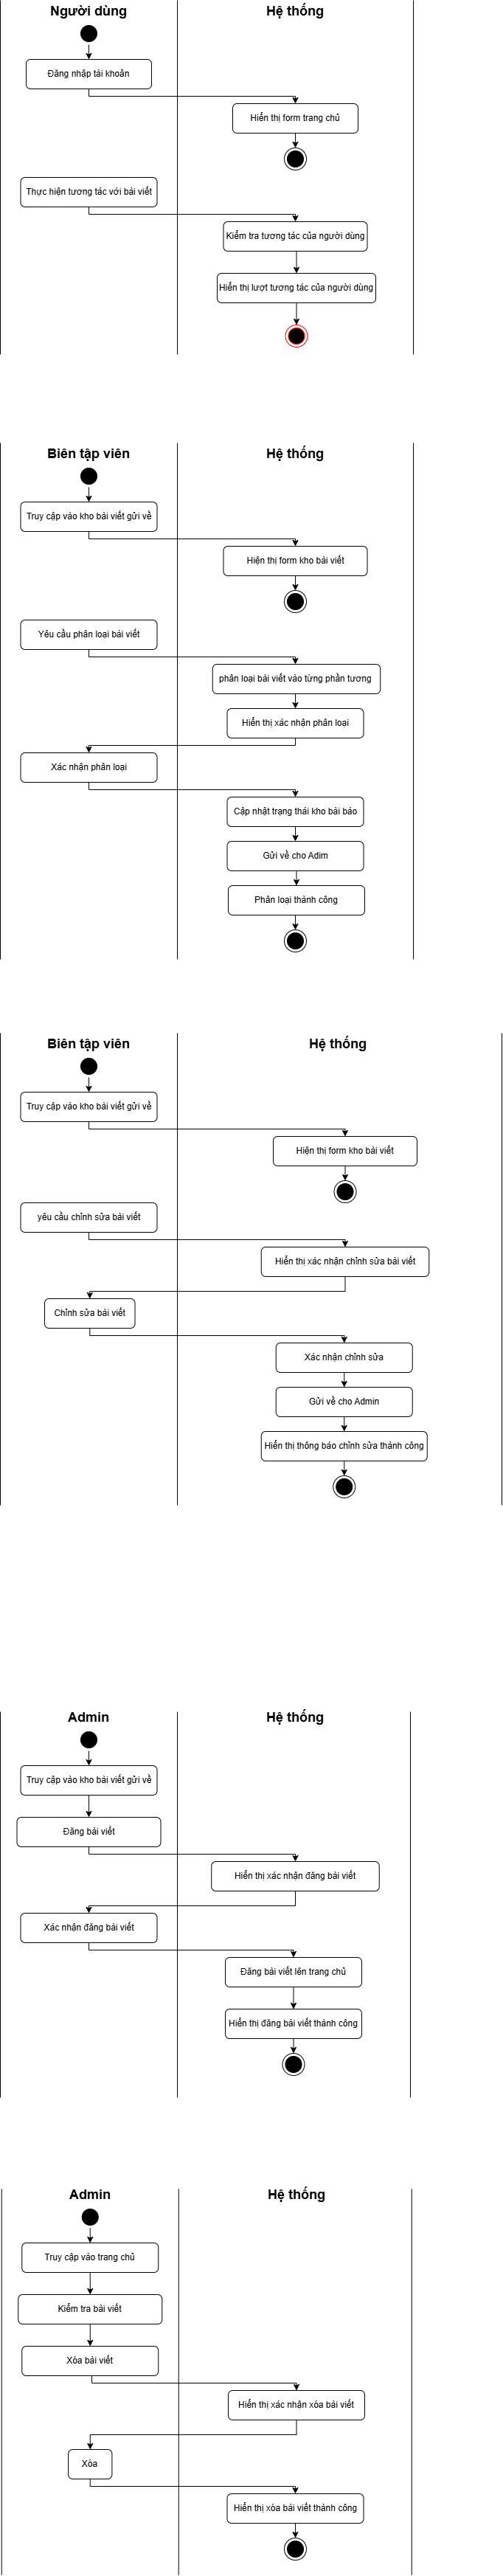 Người dùng
Hệ thống
Đăng nhập tài khoản
Hiển thị form trang chủ
Thực hiện tương tác với bài viết
Kiểm tra tương tác của người dùng
Hiển thị lượt tương tác của người dùng
Biên tập viên
Hệ thống
Truy cập vào kho bài viết gửi về
Hiện thị form kho bài viết
Yêu cầu phân loại bài viết
phân loại bài viết vào từng phần tương
Hiển thị xác nhận phân loại
Xác nhận phân loại
Cập nhật trạng thái kho bài báo
Gửi về cho Adim
Phân loại thành công
Biên tập viên
Hệ thống
Truy cập vào kho bài viết gửi về
Hiện thị form kho bài viết
yêu cầu chỉnh sửa bài viết
Hiển thị xác nhận chỉnh sửa bài viết
Chỉnh sửa bài viết
Xác nhận chỉnh sửa
Gửi về cho Admin
Hiển thị thông báo chỉnh sửa thành công
Admin
Hệ thống
Truy cập vào kho bài viết gửi về
Đăng bài viết
Hiển thị xác nhận đăng bài viết
Xác nhận đăng bài viết
Đăng bài viết lên trang chủ
Hiển thị đăng bài viết thành công
Admin
Hệ thống
Truy cập vào trang chủ
Kiểm tra bài viết
Xóa bài viết
Hiển thị xác nhận xóa bài viết
Xóa
Hiển thị xóa bài viết thành công